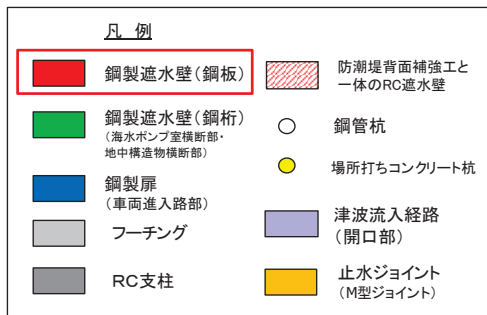 凡 例
鋼製遮水壁(鋼板)
鋼製遮水壁(鋼桁)
(海水ポンプ室横断部・
地中構造物横断部)
鋼製扉
(車両進入路部)
フーチング
RC支柱
防潮堤背面補強工と
一体のRC遮水壁
鋼管杭
場所打ちコンクリート杭
津波流入経路
(開口部)
止水ジョイント
(M型ジョイント)